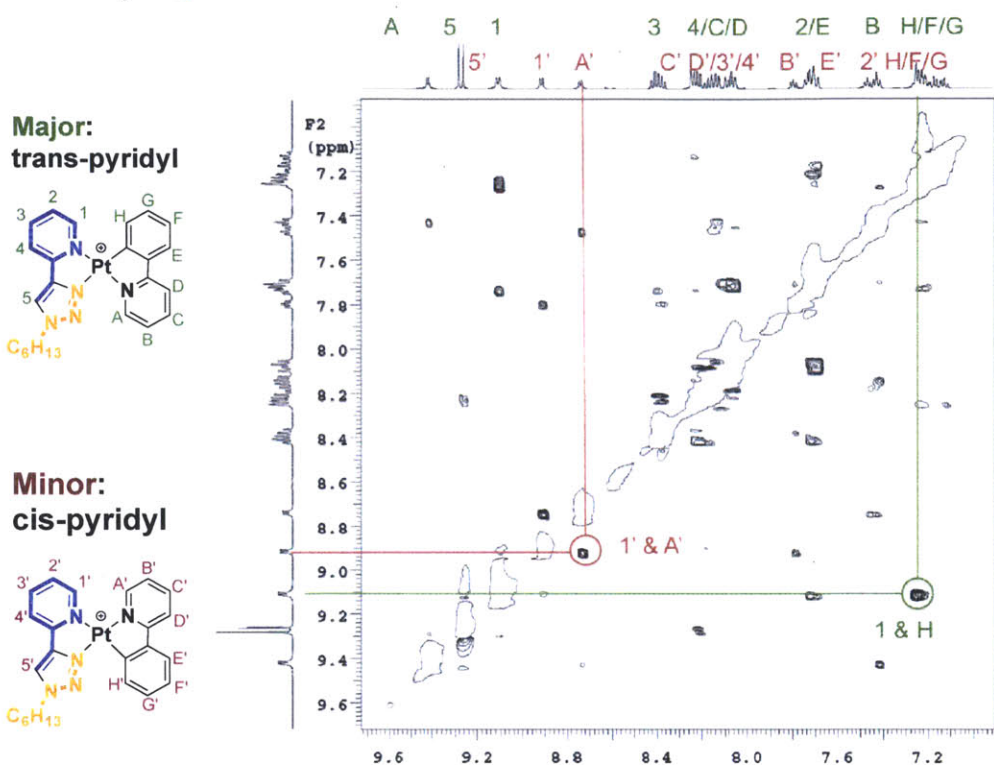 A 5 1 3 4/C/D 2/E B H/F/G
5' 1' A' C' D'/3'/4' B' E' 2' H/F/G
Major:
trans-pyridyl
F2
(ppm)
7.2
7.4
7.6
7.8
8.0
8.2
8.4
8.6
8.8
9.0
9.2
9.4
9.6
2
3
1
4
5
N
Pt
⊕
N
N
N
N
C₆H₁₃
G
H
F
E
D
A
C
B
Minor:
cis-pyridyl
1' & A'
1 & H
2'
3'
1'
4'
5'
N
Pt
⊕
N
N
N
N
C₆H₁₃
A'
B'
C'
D'
E'
H'
F'
G'
9.6 9.2 8.8 8.4 8.0 7.6 7.2